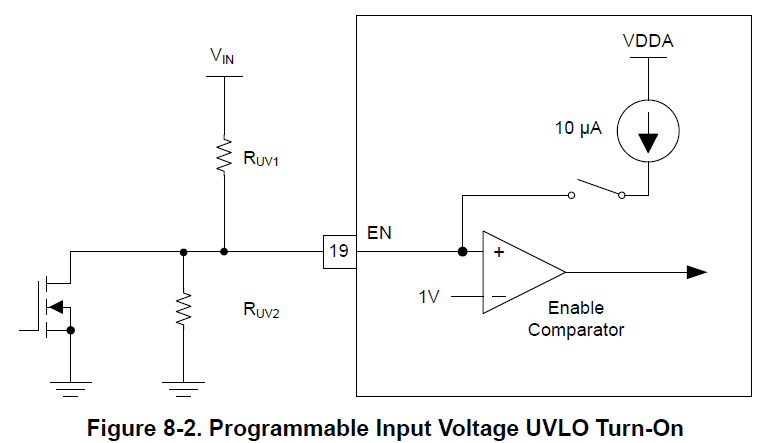 VDDA
VIN
10 µA
RUV1
EN
19
+
1V
–
RUV2
Enable
Comparator
Figure 8-2. Programmable Input Voltage UVLO Turn-On